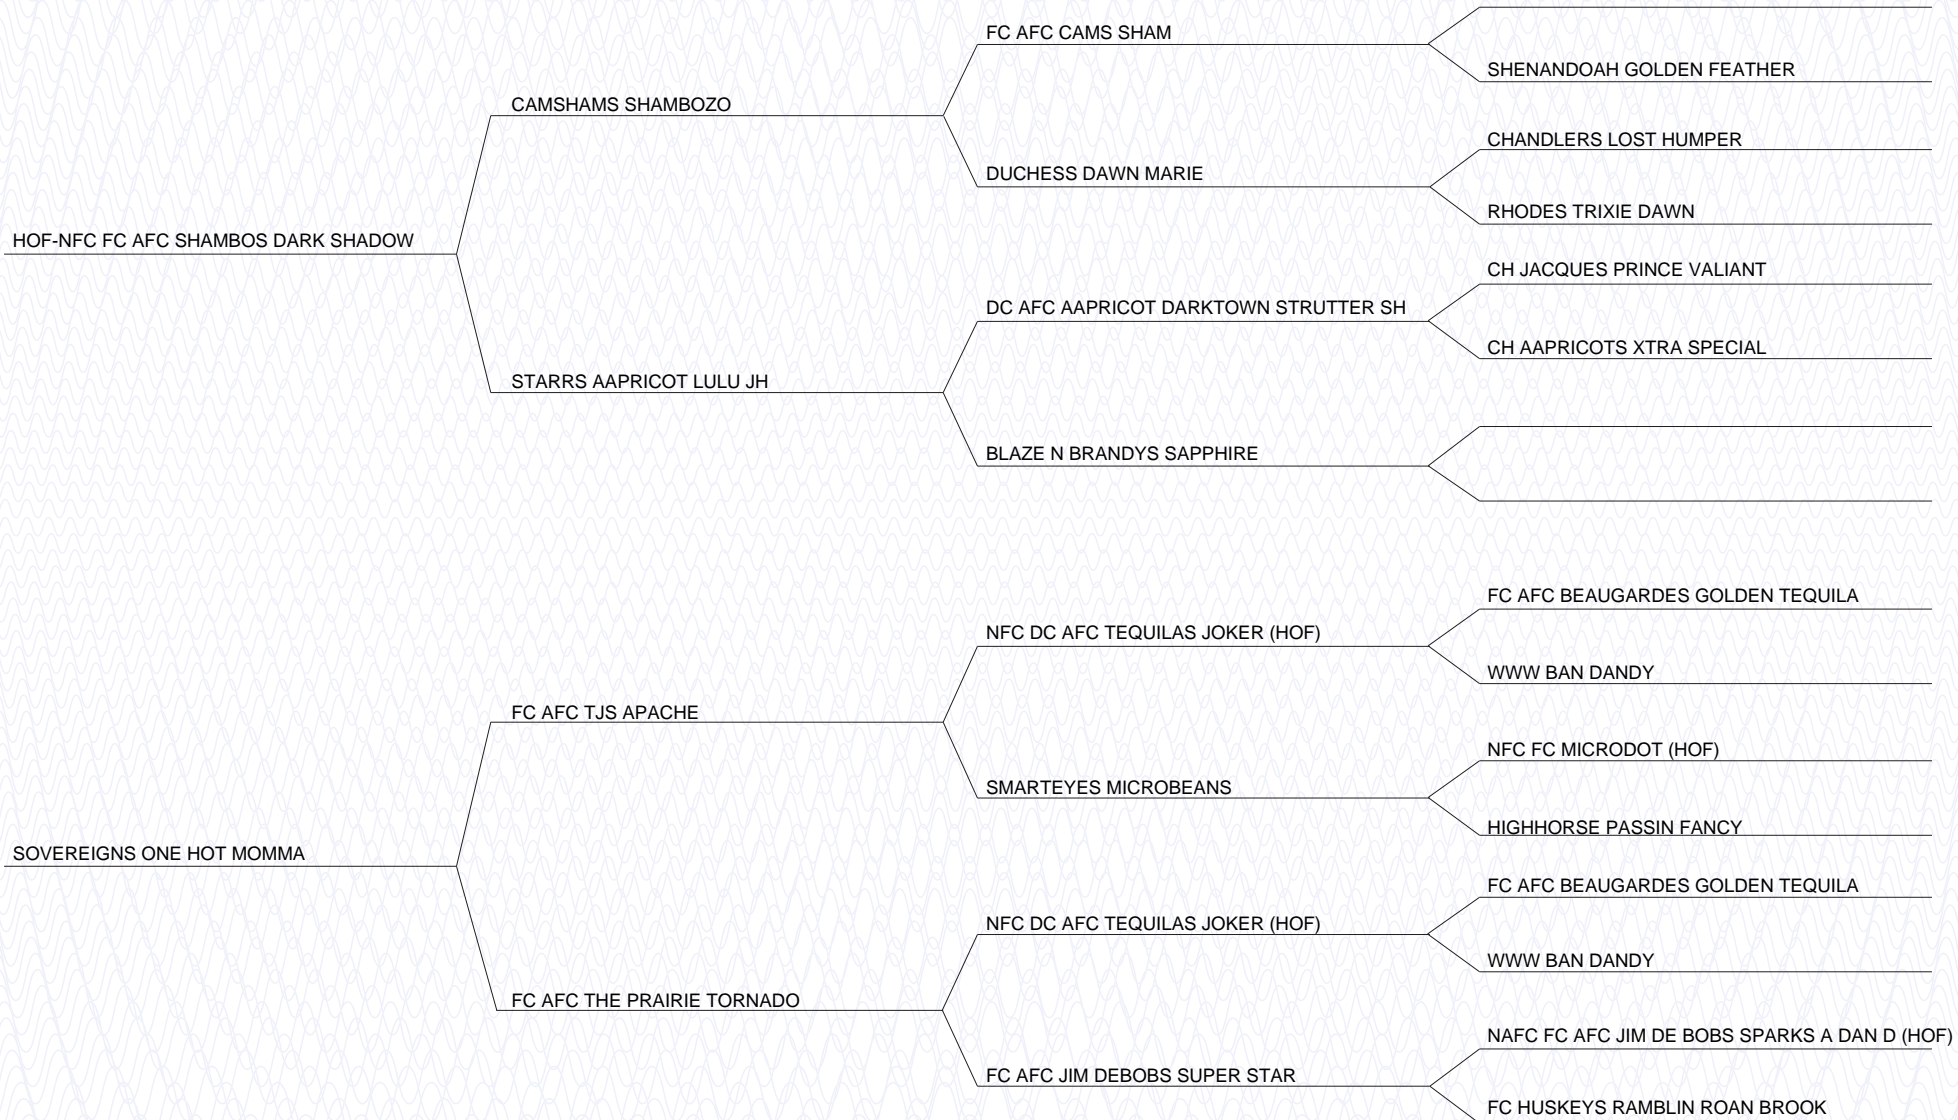 FC AFC CAMS SHAM
SHENANDOAH GOLDEN FEATHER
CAMSHAMS SHAMBOZO
CHANDLERS LOST HUMPER
DUCHESS DAWN MARIE
RHODES TRIXIE DAWN
HOF-NFC FC AFC SHAMBOS DARK SHADOW
CH JACQUES PRINCE VALIANT
DC AFC AAPRICOT DARKTOWN STRUTTER SH
CH AAPRICOTS XTRA SPECIAL
STARRS AAPRICOT LULU JH
BLAZE N BRANDYS SAPPHIRE
FC AFC BEAUGARDES GOLDEN TEQUILA
NFC DC AFC TEQUILAS JOKER (HOF)
WWW BAN DANDY
FC AFC TJS APACHE
NFC FC MICRODOT (HOF)
SMARTEYES MICROBEANS
HIGHHORSE PASSIN FANCY
SOVEREIGNS ONE HOT MOMMA
FC AFC BEAUGARDES GOLDEN TEQUILA
NFC DC AFC TEQUILAS JOKER (HOF)
WWW BAN DANDY
FC AFC THE PRAIRIE TORNADO
NAFC FC AFC JIM DE BOBS SPARKS A DAN D (HOF)
FC AFC JIM DEBOBS SUPER STAR
FC HUSKEYS RAMBLIN ROAN BROOK